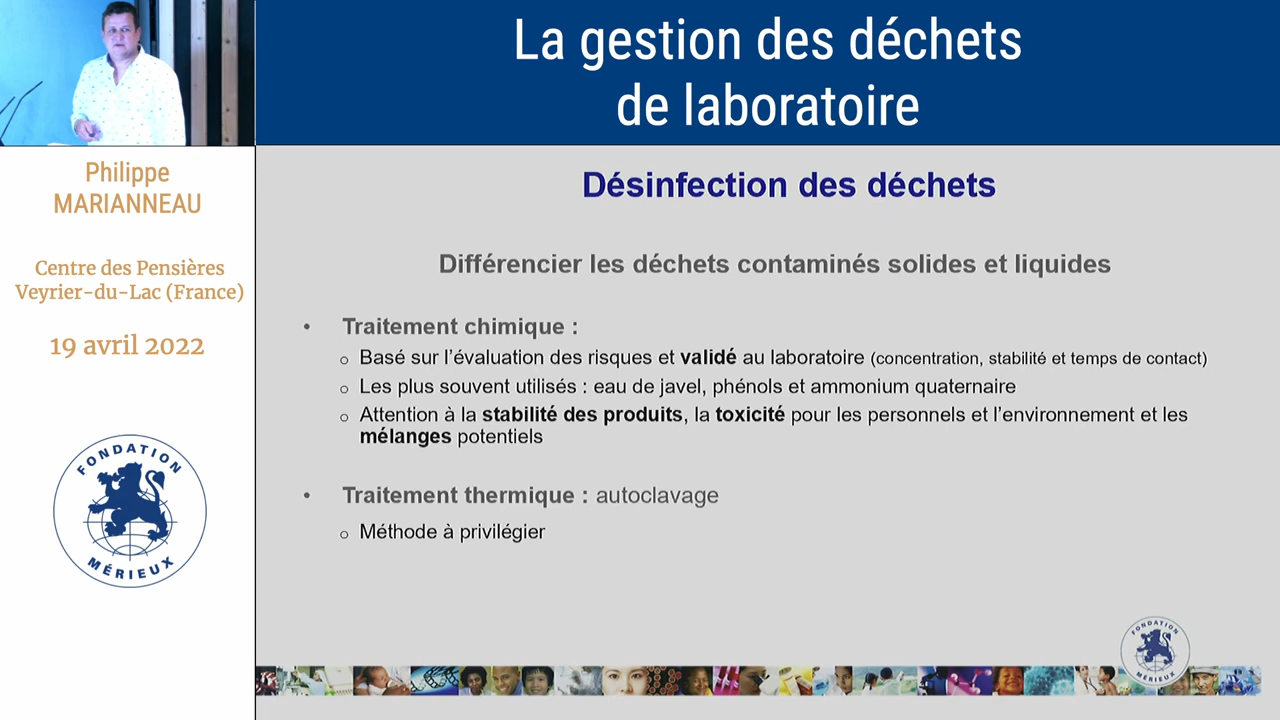 La gestion des déchets
de laboratoire
Philippe
MARIANNEAU
Centre des Pensières
Veyrier-du-Lac (France)
19 avril 2022
FONDATION
MÉRIEUX
Désinfection des déchets
Différencier les déchets contaminés solides et liquides
• Traitement chimique :
o Basé sur l'évaluation des risques et validé au laboratoire (concentration, stabilité et temps de contact)
o Les plus souvent utilisés : eau de javel, phénols et ammonium quaternaire
o Attention à la stabilité des produits, la toxicité pour les personnels et l'environnement et les
mélanges potentiels
• Traitement thermique : autoclavage
o Méthode à privilégier
FONDATION
MÉRIEUX